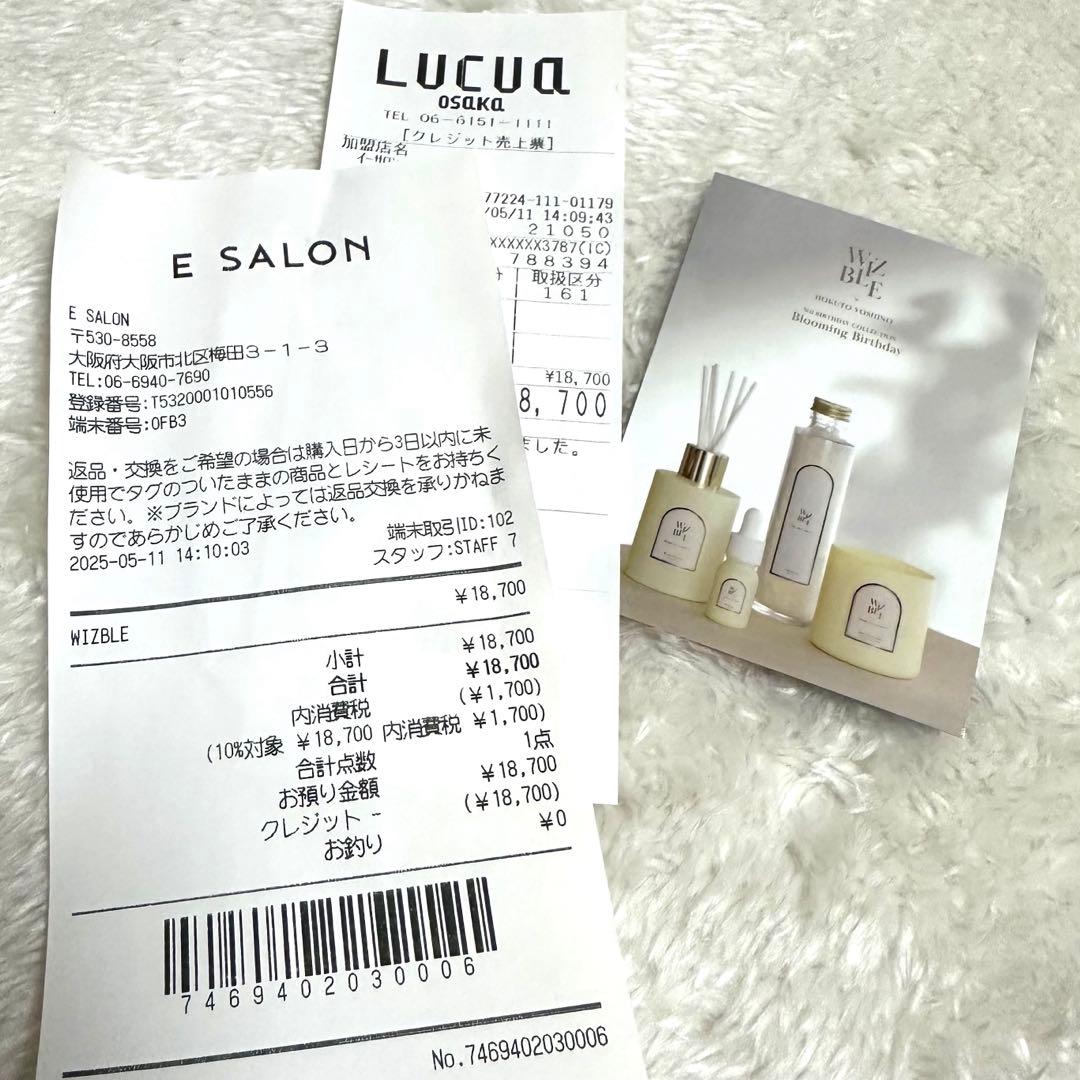 LUCUA
OSAKA
TEL 06-6151-1111
[クレジット売上票]
加盟店名
77224-111-01179
/05/11 14:09:43
21050
XXXXXX3787(IC)
788394
取扱区分
161
¥18,700
8,700
ました。
E SALON
E SALON
〒530-8558
大阪府大阪市北区梅田3-1-3
TEL:06-6940-7690
登録番号:T5320001010556
端末番号:0FB3
返品・交換をご希望の場合は購入日から3日以内に未
使用でタグのついたままの商品とレシートをお持ちく
ださい。※ブランドによっては返品交換を承りかねま
すのであらかじめご了承ください。
端末取引ID:102
2025-05-11 14:10:03 スタッフ:STAFF 7
¥18,700
WIZBLE
小計 ¥18,700
合計 ¥18,700
内消費税 (¥1,700)
(10%対象 ¥18,700 内消費税 ¥1,700)
合計点数 1点
お預り金額 ¥18,700
クレジット - (¥18,700)
お釣り ¥0
7469402030006
No.7469402030006
WIZ
BLE
HOKUTO YOSHINO
BIRTHDAY COLLECTION
Blooming Birthday
WIZ
BLE
WIZ
BLE
WIZ
BLE